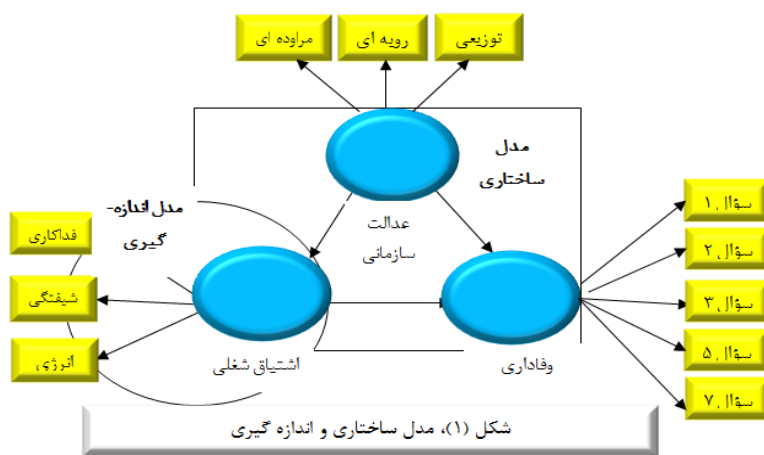 توزیعی
رویه ای
مراوده ای
مدل
ساختاری
عدالت
سازمانی
مدل اندازه-
گیری
فداکاری
شیفتگی
انرژی
سؤال ۱
سؤال ۲
سؤال ۳
سؤال ۵
سؤال ۷
وفاداری
اشتیاق شغلی
شکل (۱)، مدل ساختاری و اندازه گیری